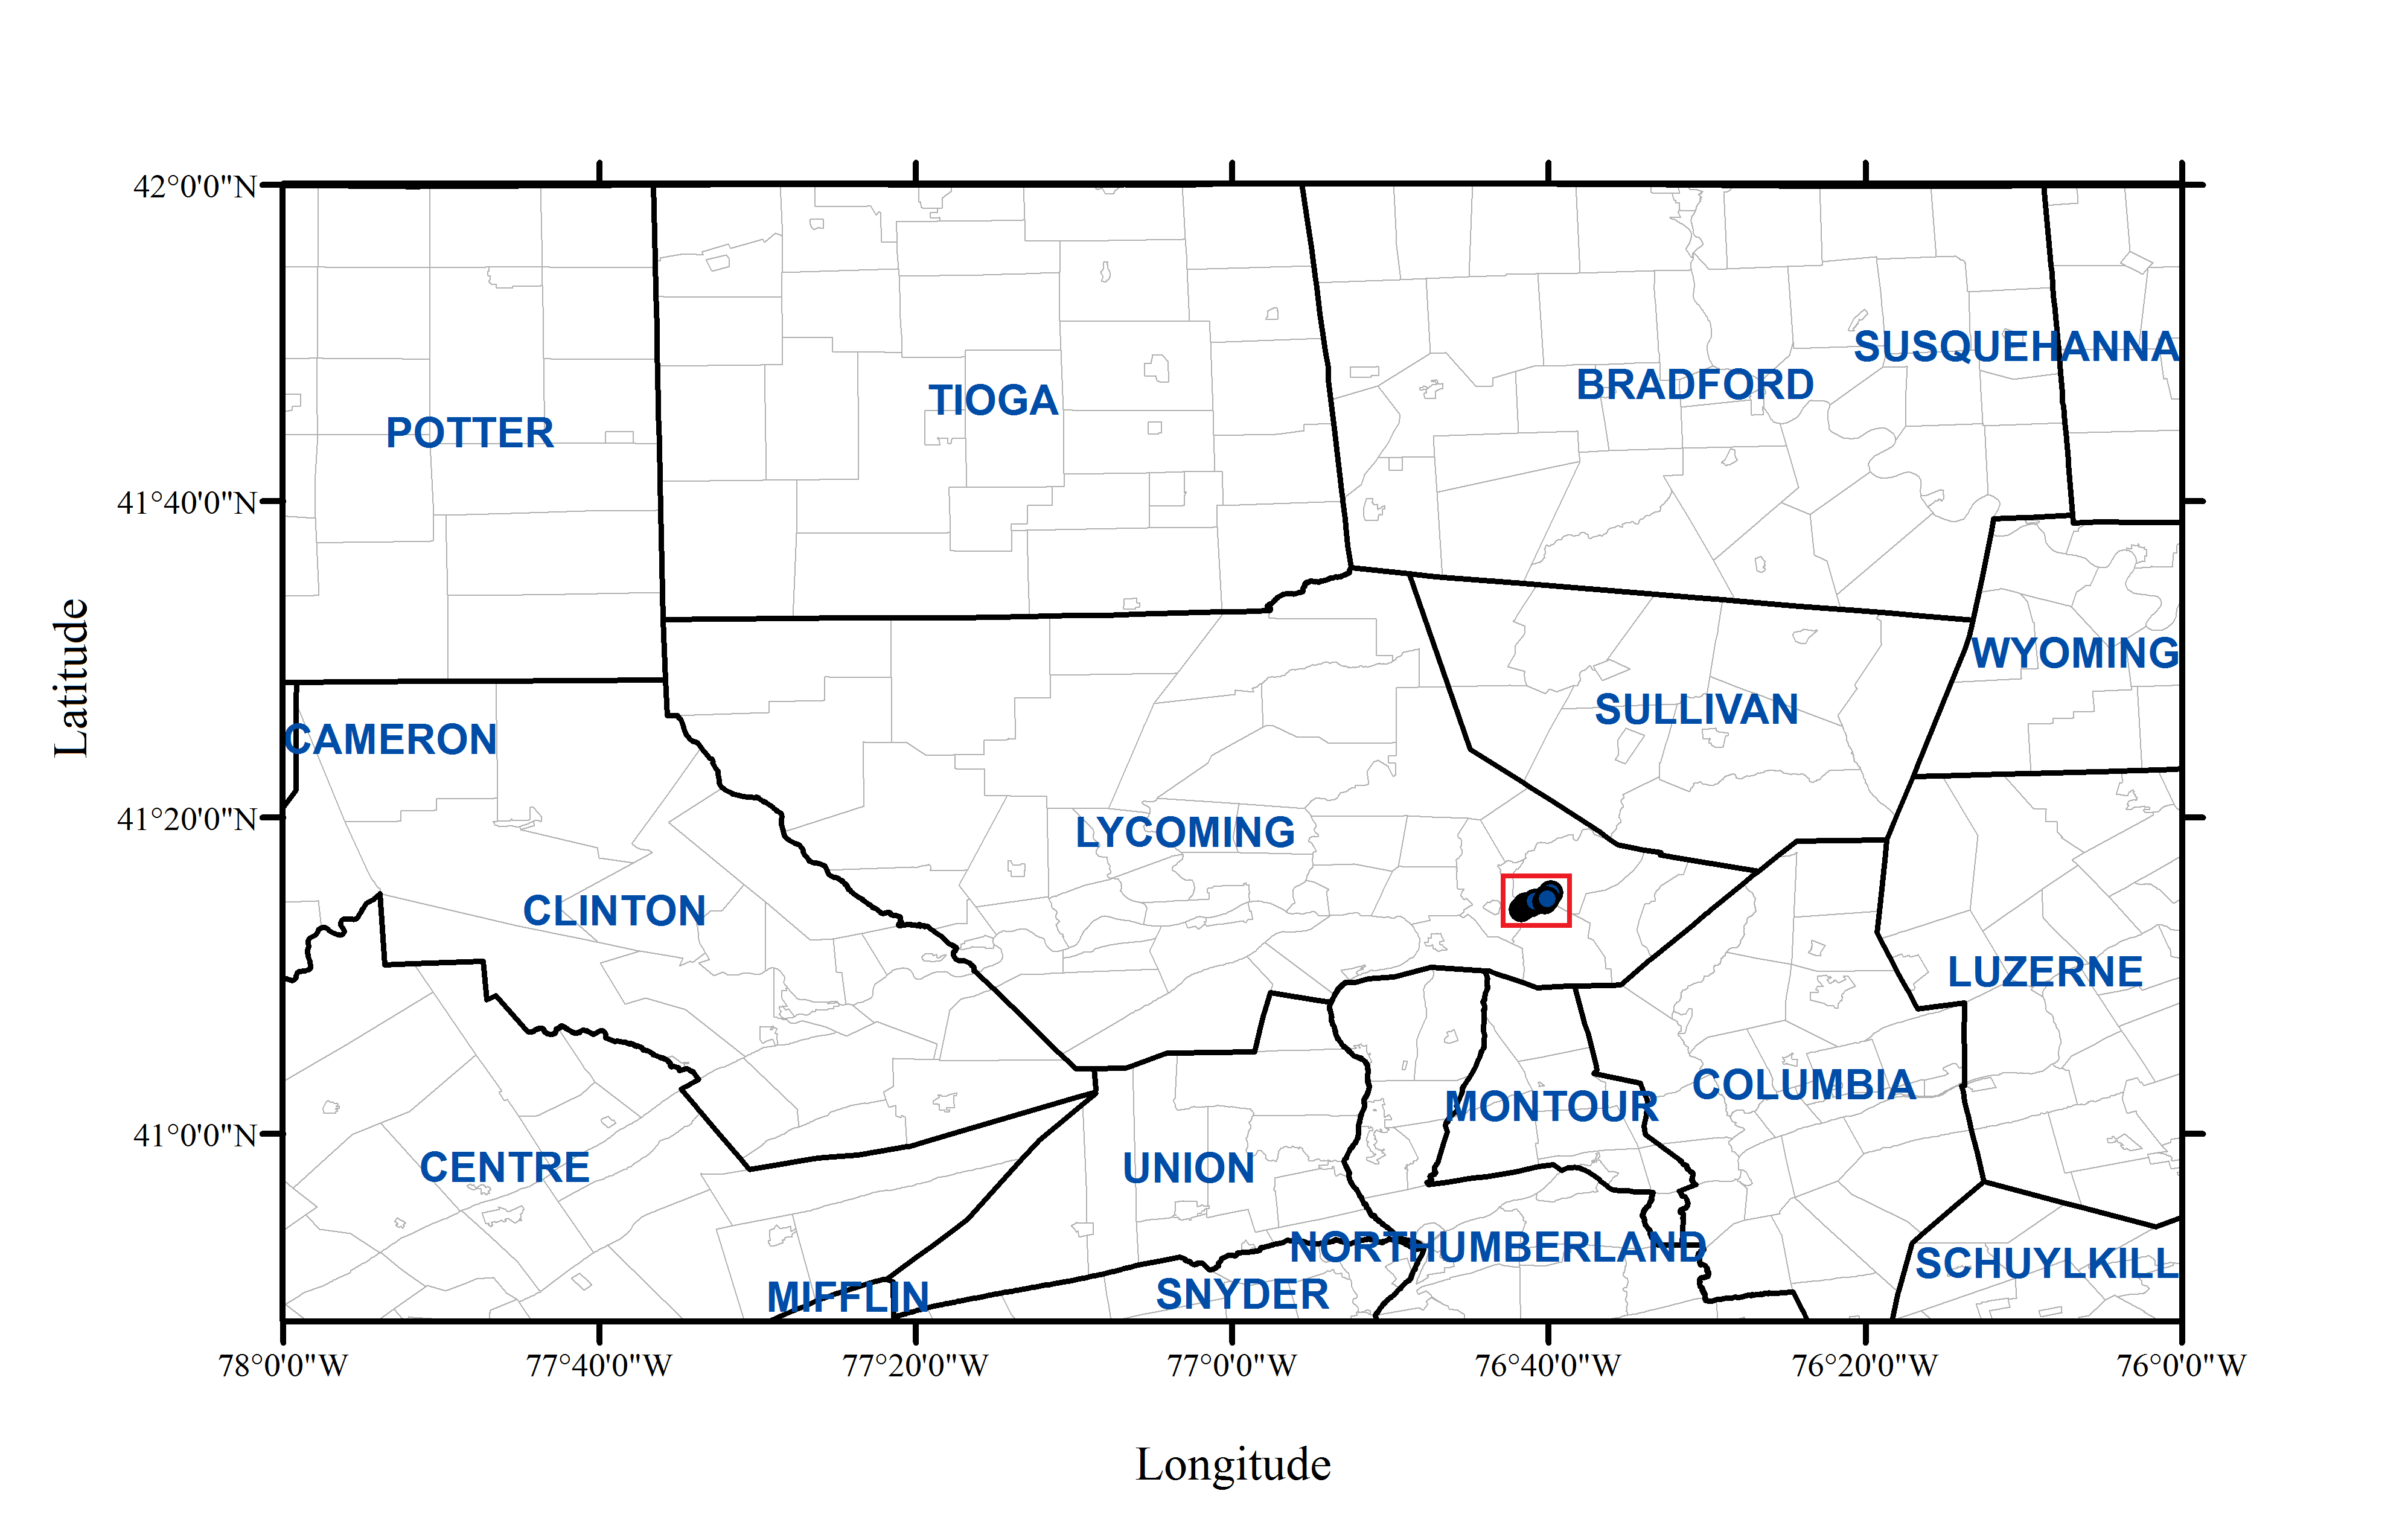 42°0'0"N
SUSQUEHANNA
BRADFORD
TIOGA
POTTER
41°40'0"N
WYOMING
SULLIVAN
CAMERON
Latitude
41°20'0"N
LYCOMING
CLINTON
LUZERNE
COLUMBIA
MONTOUR
41°0'0"N
CENTRE
UNION
NORTHUMBERLAND
SCHUYLKILL
SNYDER
MIFFLIN
78°0'0"W 77°40'0"W 77°20'0"W 77°0'0"W 76°40'0"W 76°20'0"W 76°0'0"W
Longitude